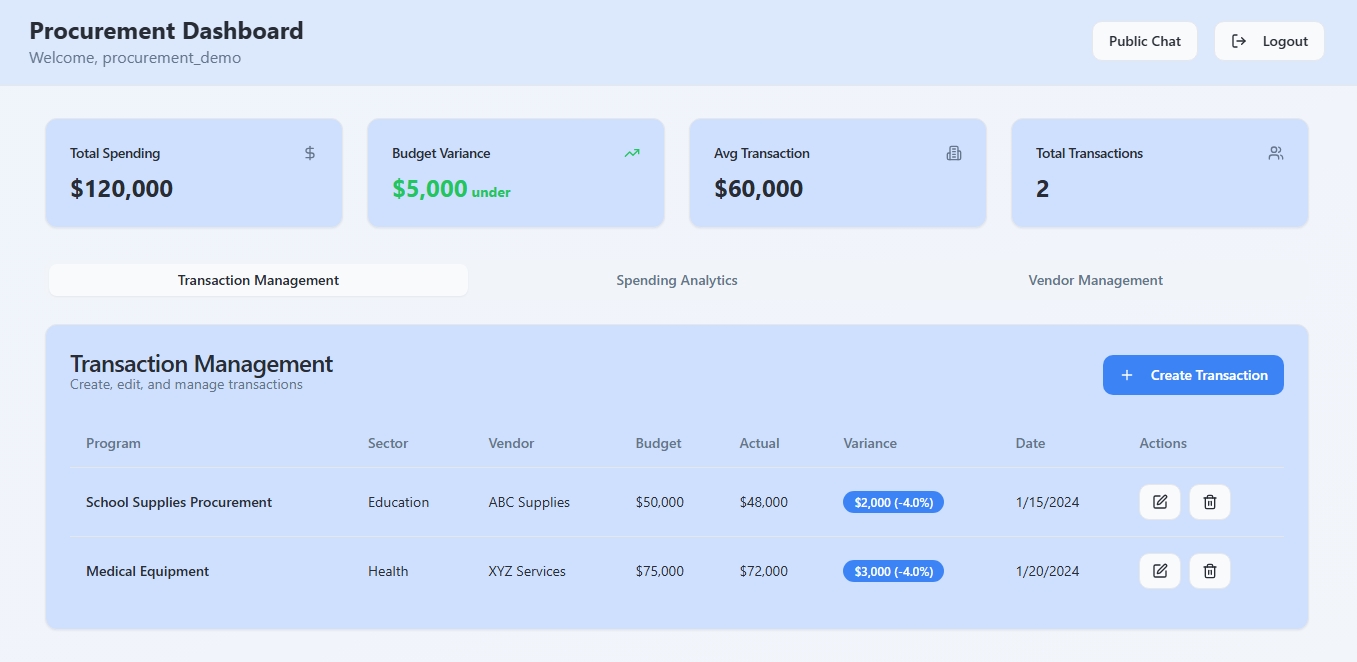 Procurement Dashboard
Welcome, procurement_demo
Public Chat
Logout
Total Spending
$120,000
Budget Variance
$5,000 under
Avg Transaction
$60,000
Total Transactions
2
Transaction Management Spending Analytics Vendor Management
Transaction Management
Create, edit, and manage transactions
Create Transaction
Program Sector Vendor Budget Actual Variance Date Actions
School Supplies Procurement Education ABC Supplies $50,000 $48,000 $2,000 (-4.0%) 1/15/2024
Medical Equipment Health XYZ Services $75,000 $72,000 $3,000 (-4.0%) 1/20/2024